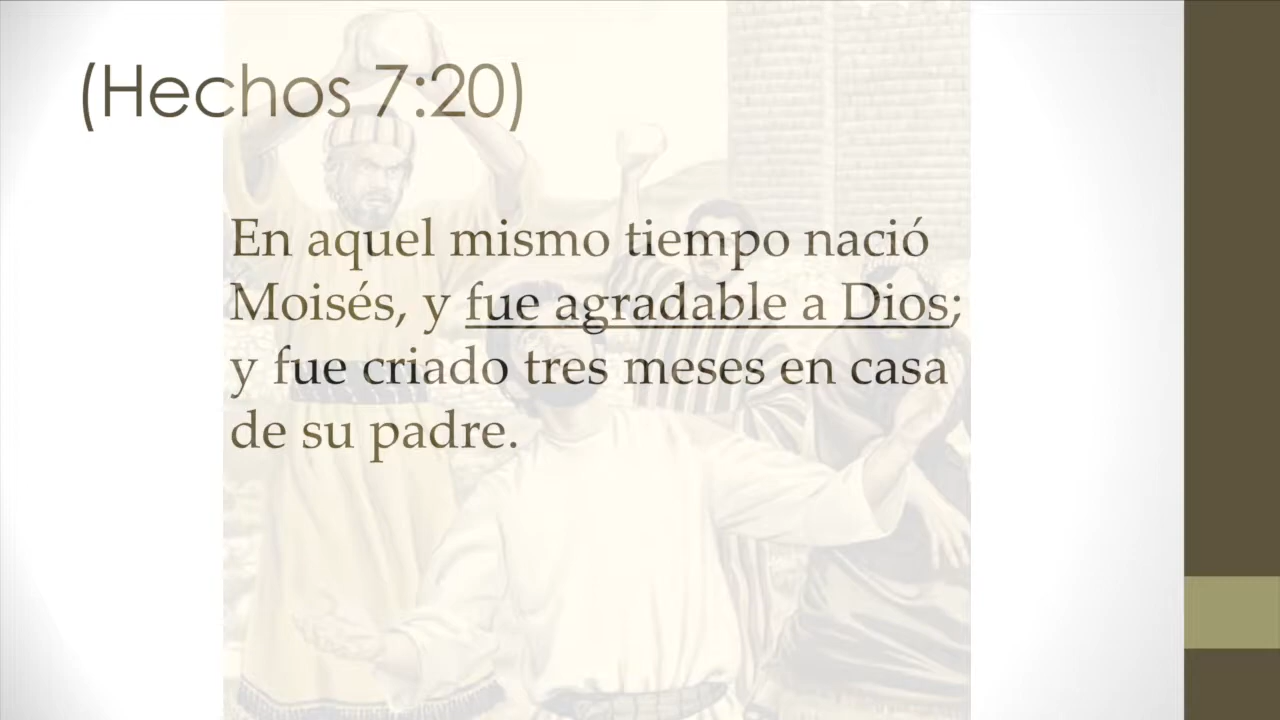 (Hechos 7:20)
En aquel mismo tiempo nació
Moisés, y fue agradable a Dios;
y fue criado tres meses en casa
de su padre.